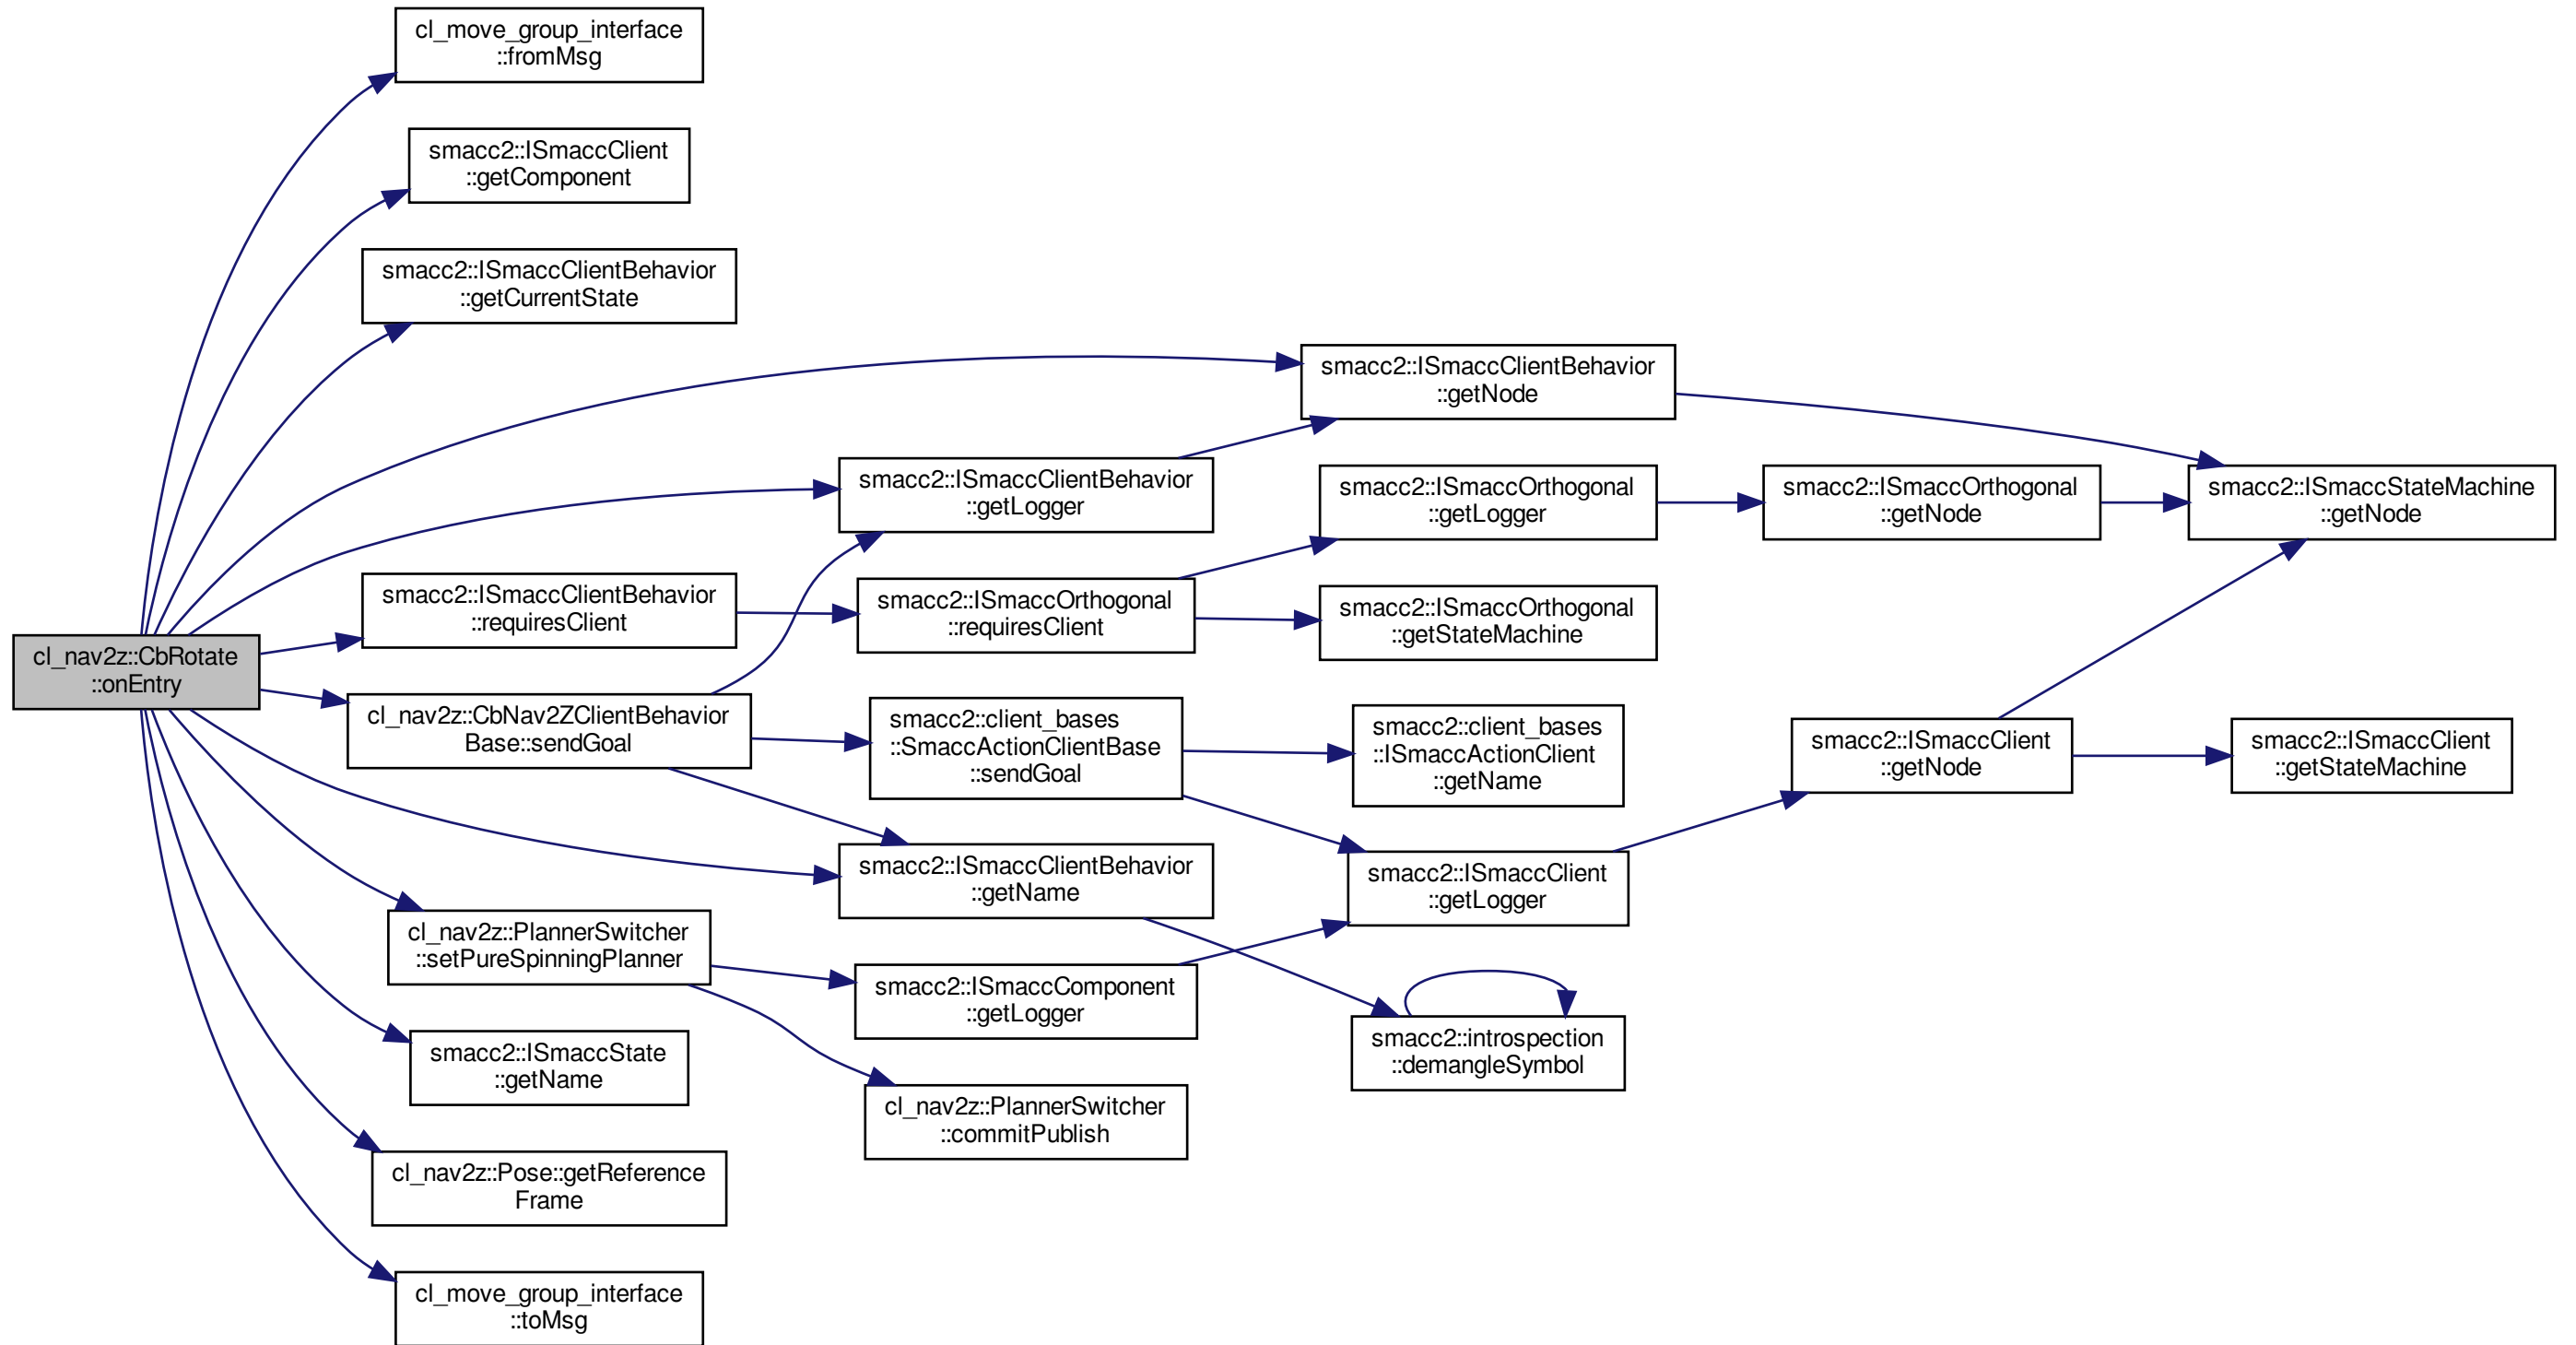 cl_move_group_interface
::fromMsg
smacc2::ISmaccClient
::getComponent
smacc2::ISmaccClientBehavior
::getCurrentState
smacc2::ISmaccClientBehavior
::getNode
smacc2::ISmaccClientBehavior
::getLogger
smacc2::ISmaccOrthogonal
::getLogger
smacc2::ISmaccOrthogonal
::getNode
smacc2::ISmaccStateMachine
::getNode
smacc2::ISmaccClientBehavior
::requiresClient
smacc2::ISmaccOrthogonal
::requiresClient
smacc2::ISmaccOrthogonal
::getStateMachine
cl_nav2z::CbRotate
::onEntry
cl_nav2z::CbNav2ZClientBehavior
Base::sendGoal
smacc2::client_bases
::SmaccActionClientBase
::sendGoal
smacc2::client_bases
::ISmaccActionClient
::getName
smacc2::ISmaccClient
::getNode
smacc2::ISmaccClient
::getStateMachine
smacc2::ISmaccClientBehavior
::getName
smacc2::ISmaccClient
::getLogger
cl_nav2z::PlannerSwitcher
::setPureSpinningPlanner
smacc2::ISmaccComponent
::getLogger
smacc2::introspection
::demangleSymbol
smacc2::ISmaccState
::getName
cl_nav2z::PlannerSwitcher
::commitPublish
cl_nav2z::Pose::getReference
Frame
cl_move_group_interface
::toMsg